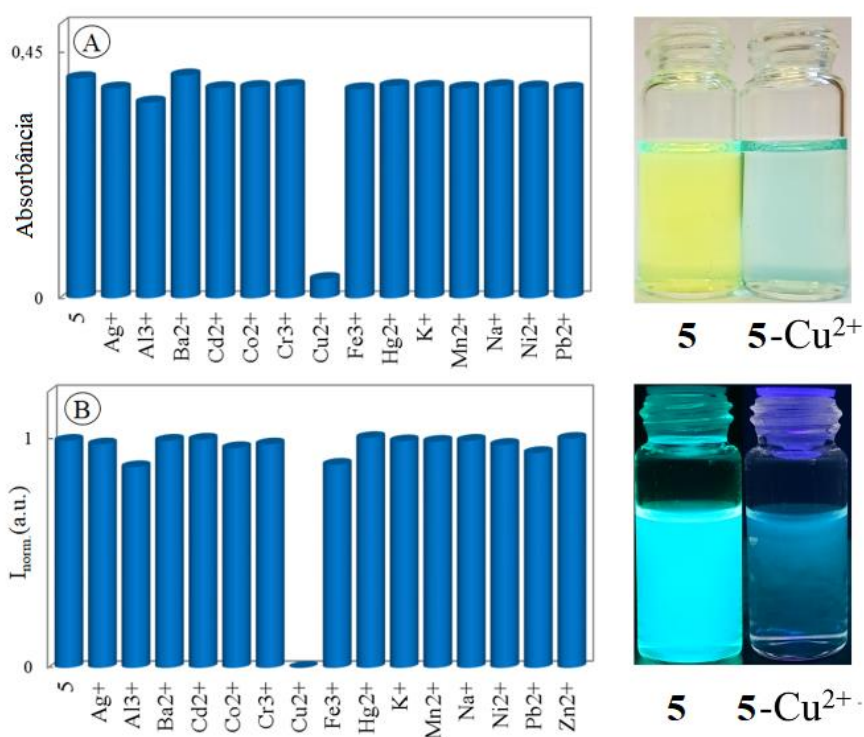 A
0,45
Absorbância
0
5 Ag+ Al3+ Ba2+ Cd2+ Co2+ Cr3+ Cu2+ Fe3+ Hg2+ K+ Mn2+ Na+ Ni2+ Pb2+
5 5-Cu²⁺
B
1
Inorm.(a.u.)
0
5 Ag+ Al3+ Ba2+ Cd2+ Co2+ Cr3+ Cu2+ Fe3+ Hg2+ K+ Mn2+ Na+ Ni2+ Pb2+ Zn2+
5 5-Cu²⁺